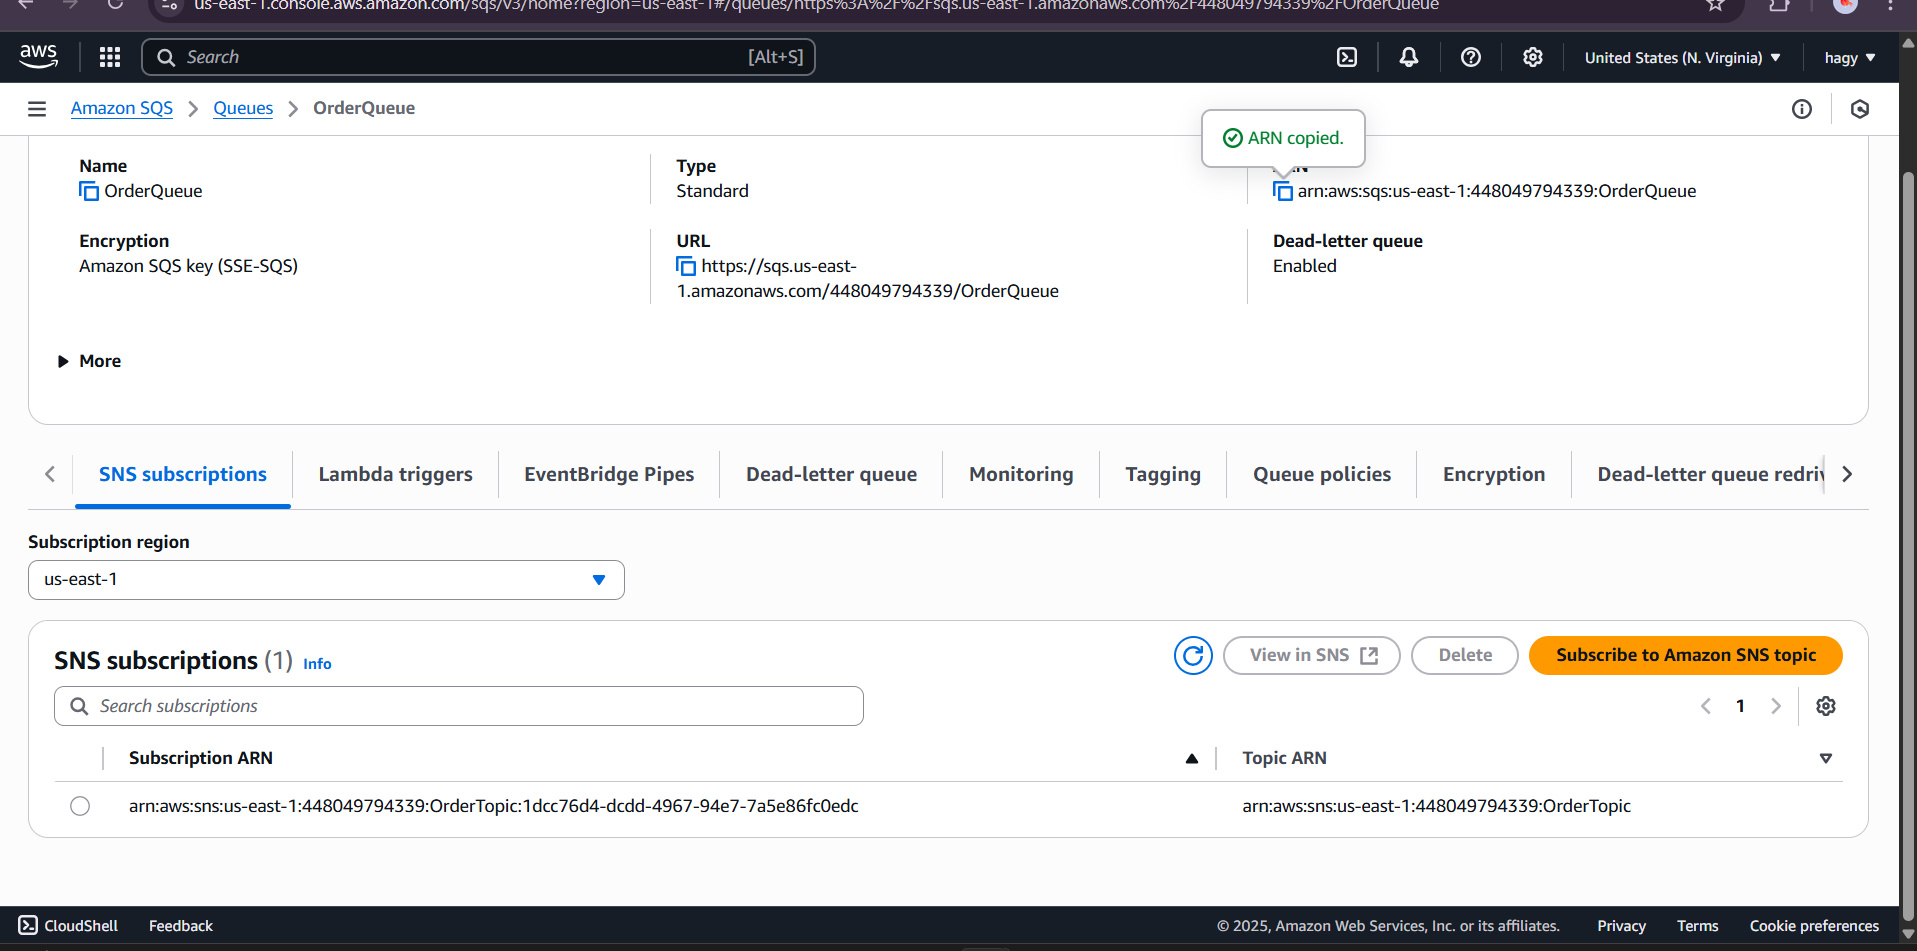 us-east-1.console.aws.amazon.com/sqs/v3/home?region=us-east-1#/queues/https%3A%2F%2Fsqs.us-east-1.amazonaws.com%2F448049794339%2FOrderQueue
aws
Search [Alt+S]
United States (N. Virginia)
hagy
Amazon SQS
Queues
OrderQueue
ARN copied.
Name
OrderQueue
Type
Standard
arn:aws:sqs:us-east-1:448049794339:OrderQueue
Encryption
Amazon SQS key (SSE-SQS)
URL
https://sqs.us-east-
1.amazonaws.com/448049794339/OrderQueue
Dead-letter queue
Enabled
More
SNS subscriptions
Lambda triggers
EventBridge Pipes
Dead-letter queue
Monitoring
Tagging
Queue policies
Encryption
Dead-letter queue redriv
Subscription region
us-east-1
SNS subscriptions (1) Info
View in SNS
Delete
Subscribe to Amazon SNS topic
Search subscriptions
1
Subscription ARN
Topic ARN
arn:aws:sns:us-east-1:448049794339:OrderTopic:1dcc76d4-dcdd-4967-94e7-7a5e86fc0edc
arn:aws:sns:us-east-1:448049794339:OrderTopic
CloudShell
Feedback
© 2025, Amazon Web Services, Inc. or its affiliates.
Privacy
Terms
Cookie preferences